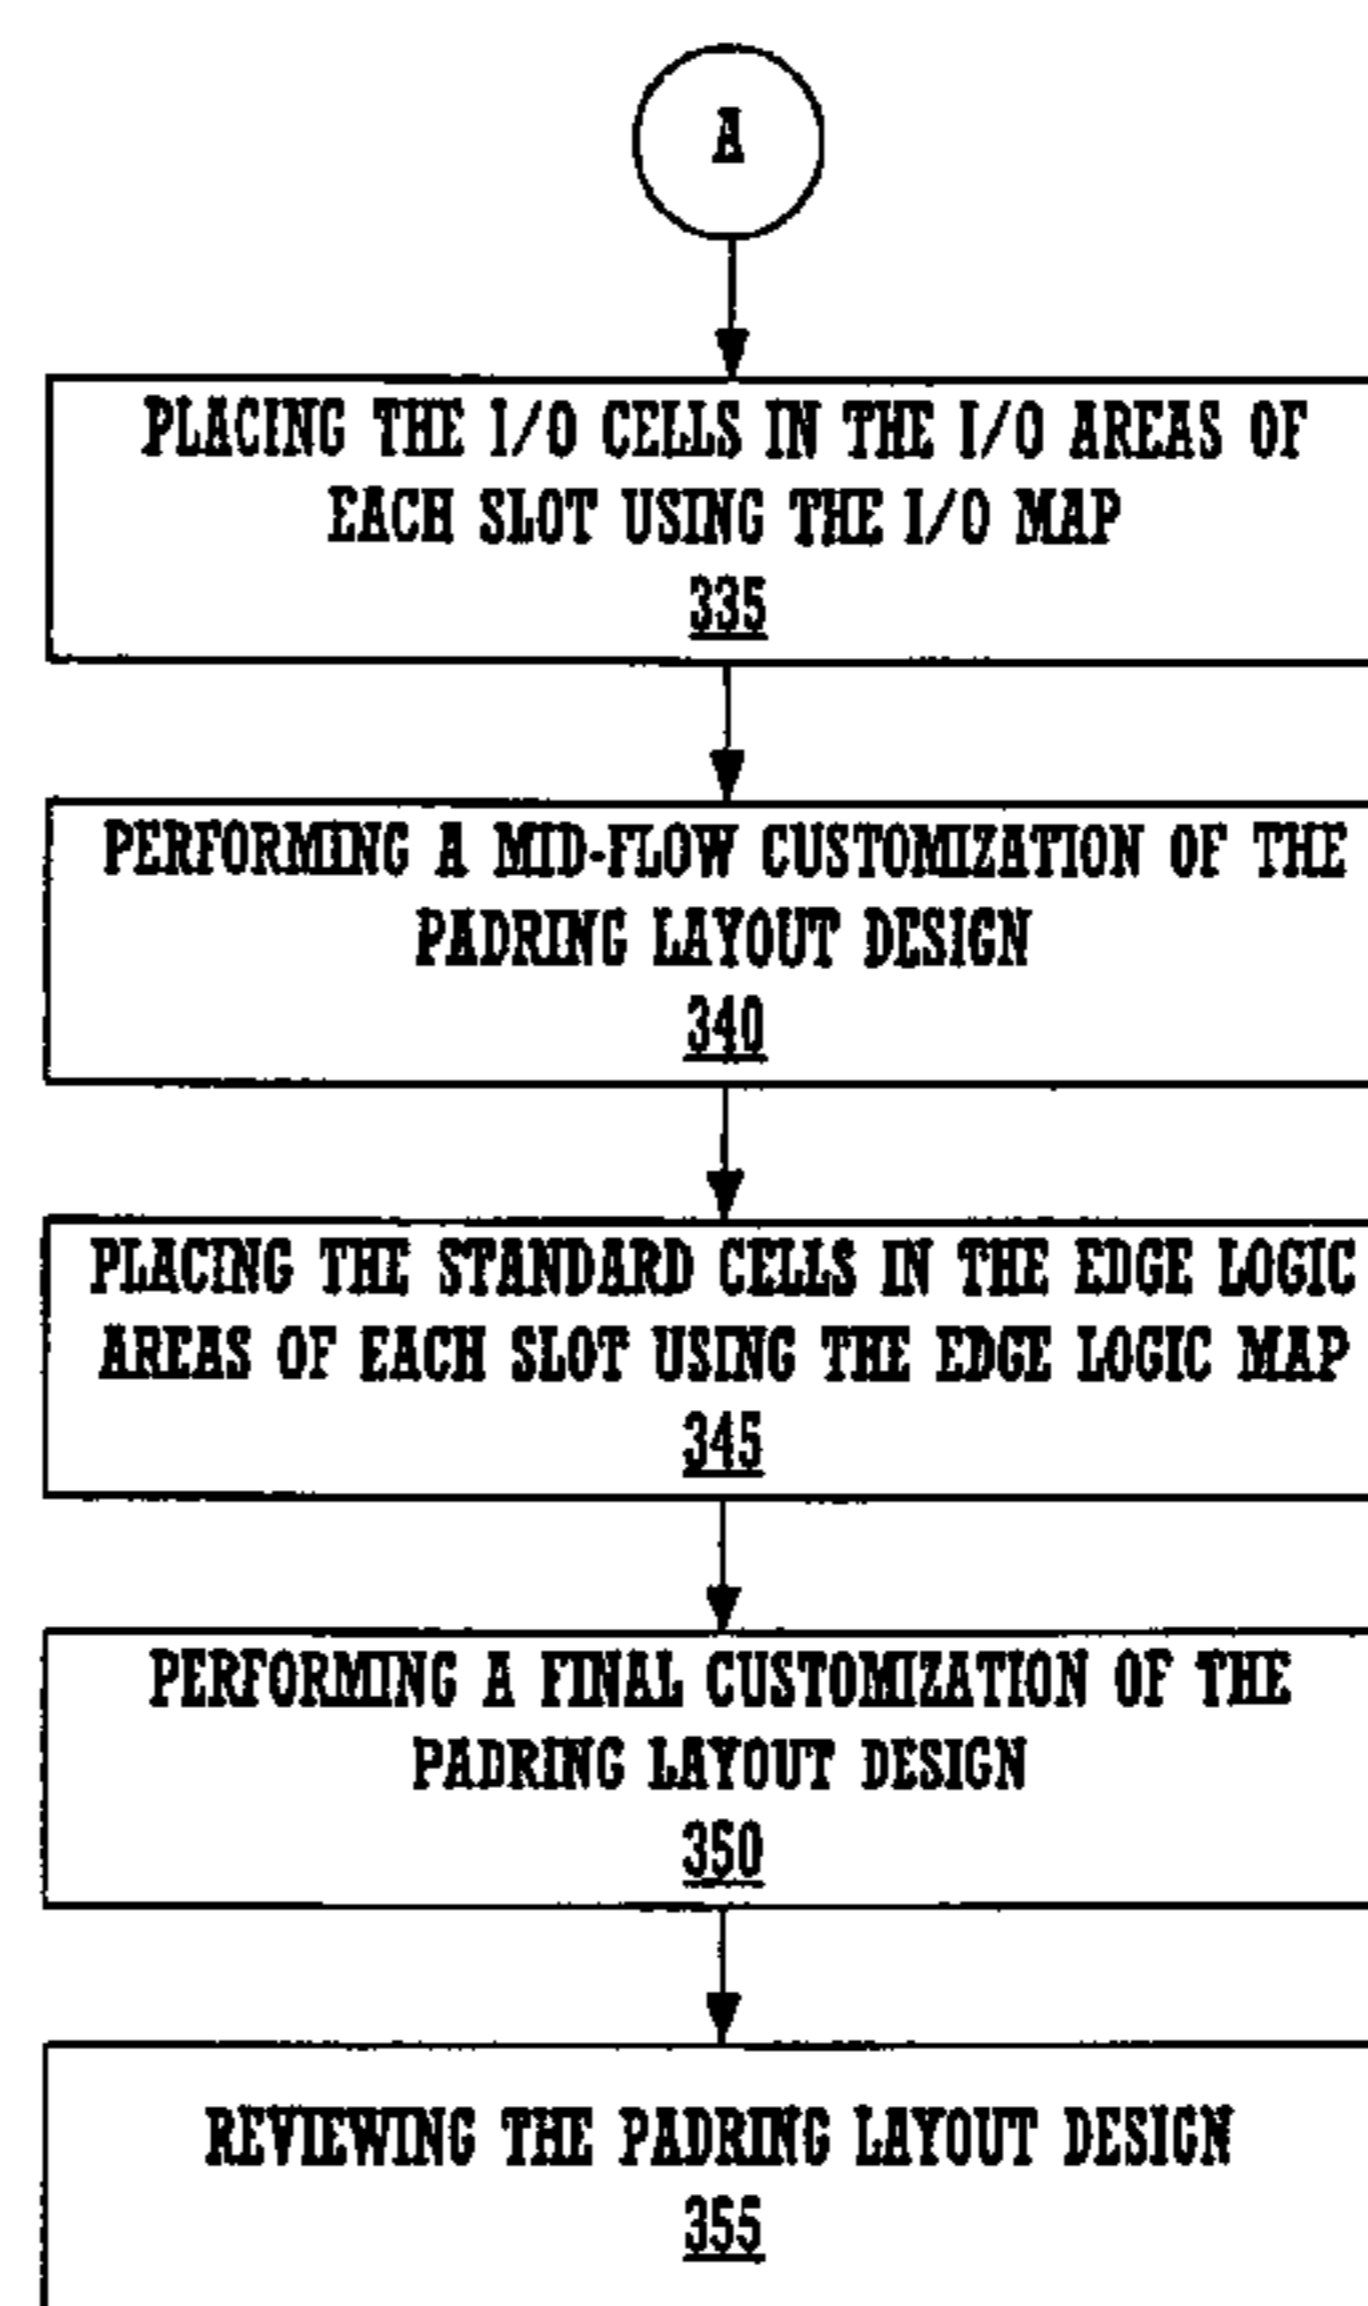 A
PLACING THE I/O CELLS IN THE I/O AREAS OF
EACH SLOT USING THE I/O MAP
335
PERFORMING A MID-FLOW CUSTOMIZATION OF THE
PADRING LAYOUT DESIGN
340
PLACING THE STANDARD CELLS IN THE EDGE LOGIC
AREAS OF EACH SLOT USING THE EDGE LOGIC MAP
345
PERFORMING A FINAL CUSTOMIZATION OF THE
PADRING LAYOUT DESIGN
350
REVIEWING THE PADRING LAYOUT DESIGN
355